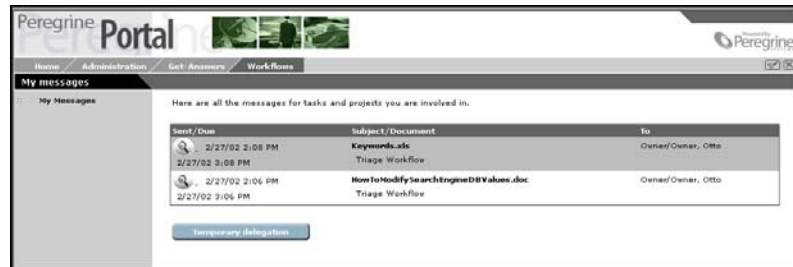 Peregrine Portal
Powered by
Peregrine
Home / Administration / Get-Answers / Workflows
My messages
My Messages
Here are all the messages for tasks and projects you are involved in.
Sent/Due Subject/Document To
2/27/02 2:08 PM Keywords.xls Owner/Owner, Otto
2/27/02 3:08 PM Triage Workflow
2/27/02 2:06 PM HowToModifySearchEngineDBValues.doc Owner/Owner, Otto
2/27/02 3:06 PM Triage Workflow
Temporary delegation